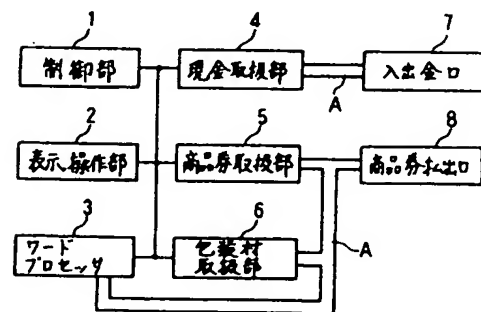 1
制御部
4
現金取扱部
7
入出金口
A
2
表示操作部
5
商品券取扱部
8
商品券払出口
3
ワード
プロセッサ
6
包装材
取扱部
A